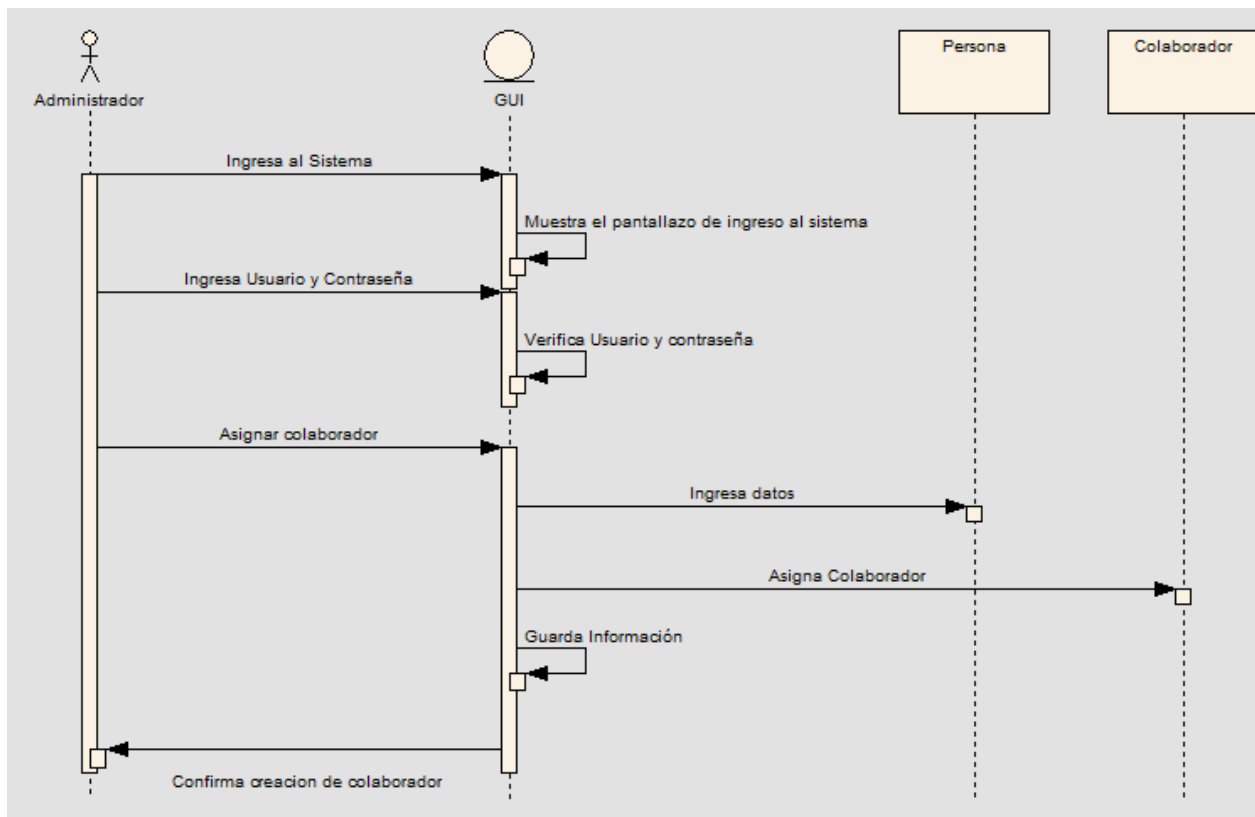 Persona
Colaborador
Administrador
GUI
Ingresa al Sistema
Muestra el pantallazo de ingreso al sistema
Ingresa Usuario y Contraseña
Verifica Usuario y contraseña
Asignar colaborador
Ingresa datos
Asigna Colaborador
Guarda Información
Confirma creacion de colaborador